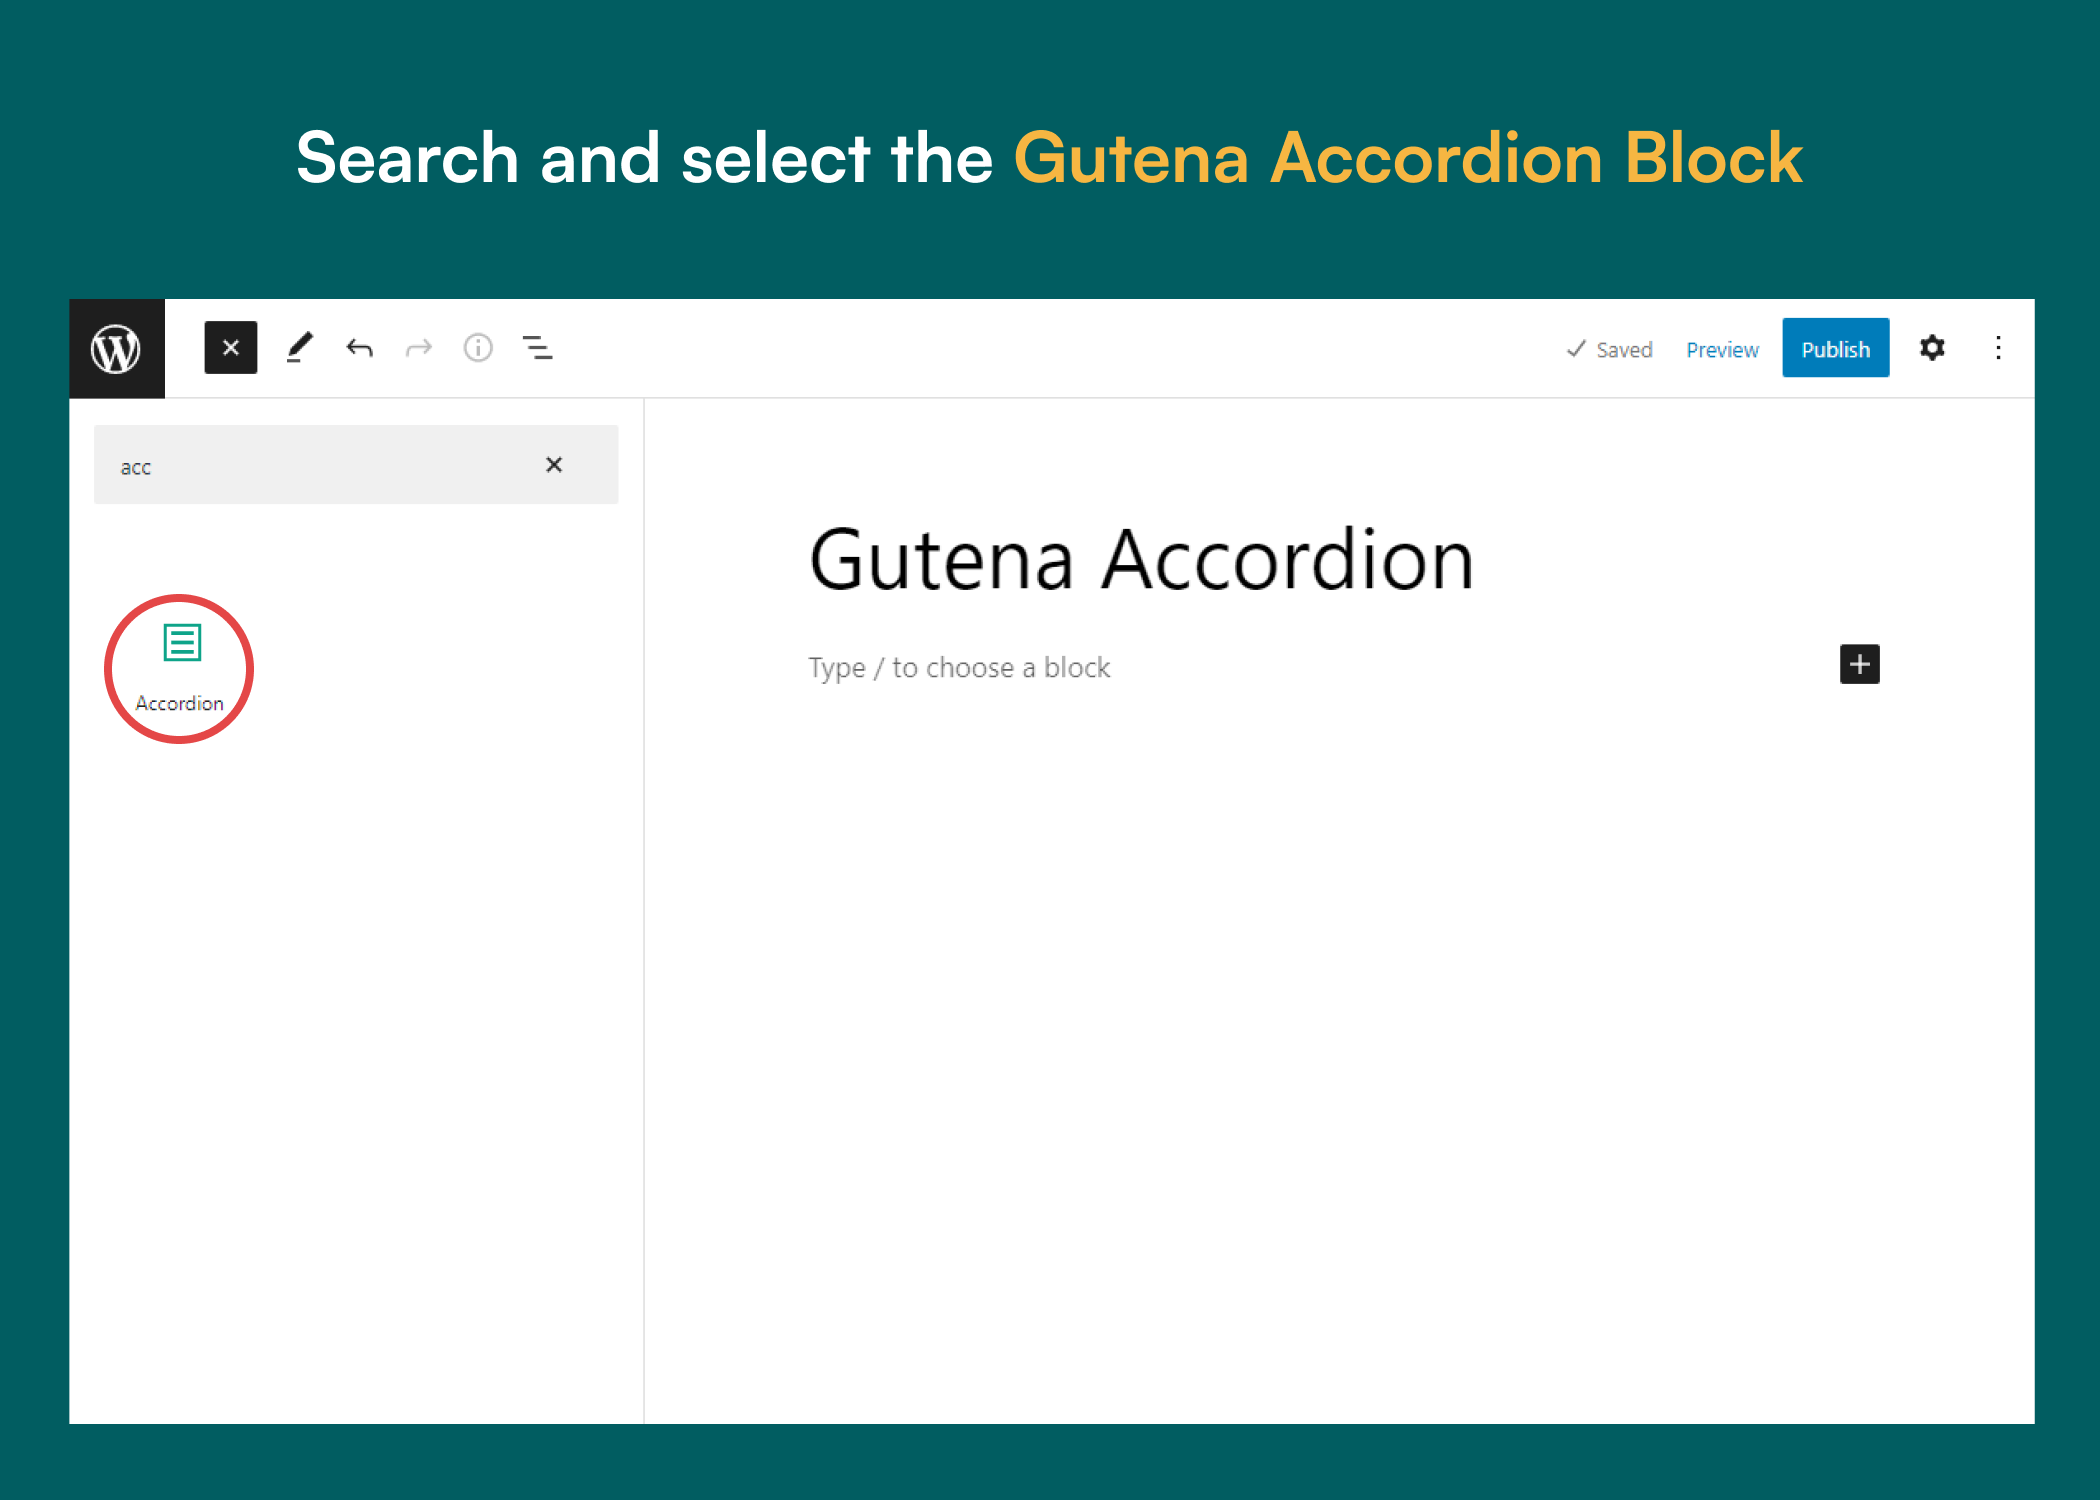 Search and select the Gutena Accordion Block
Saved Preview Publish
acc
Accordion
Gutena Accordion
Type / to choose a block